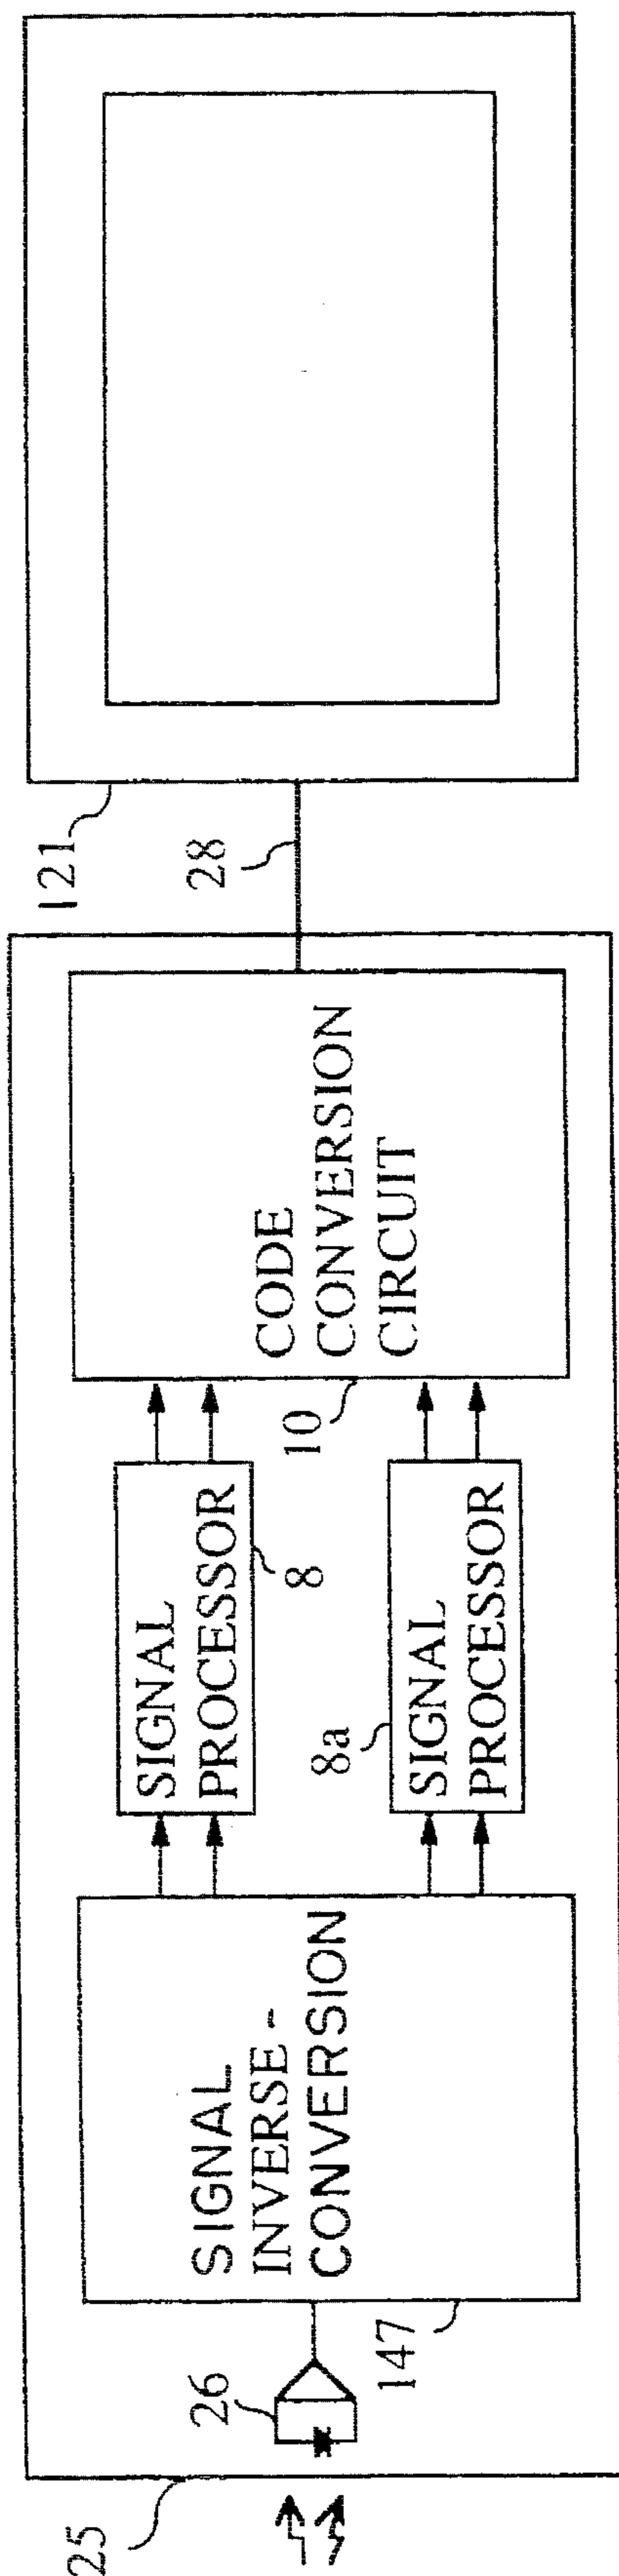 25
26
147
SIGNAL
INVERSE-
CONVERSION
SIGNAL
PROCESSOR
8
8a
SIGNAL
PROCESSOR
10
CODE
CONVERSION
CIRCUIT
28
121